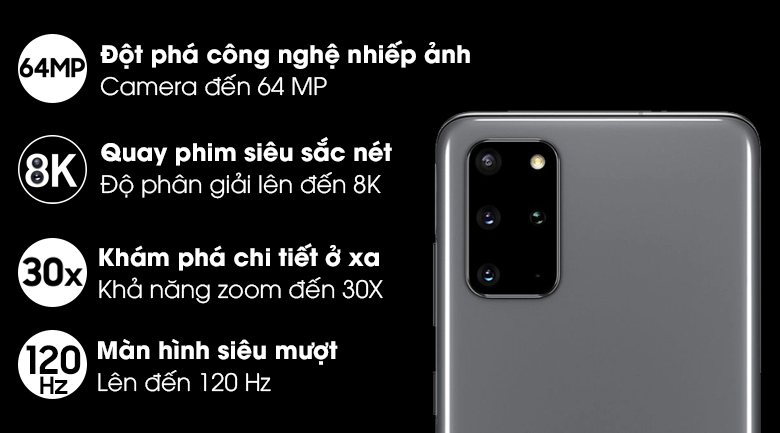 64MP
Đột phá công nghệ nhiếp ảnh
Camera đến 64 MP
8K
Quay phim siêu sắc nét
Độ phân giải lên đến 8K
30x
Khám phá chi tiết ở xa
Khả năng zoom đến 30X
120
Hz
Màn hình siêu mượt
Lên đến 120 Hz